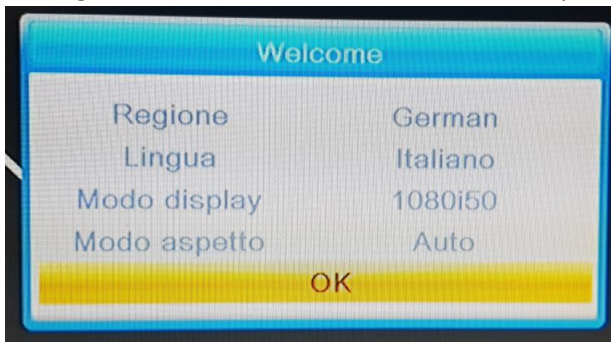 Welcome
Regione German
Lingua Italiano
Modo display 1080i50
Modo aspetto Auto
OK